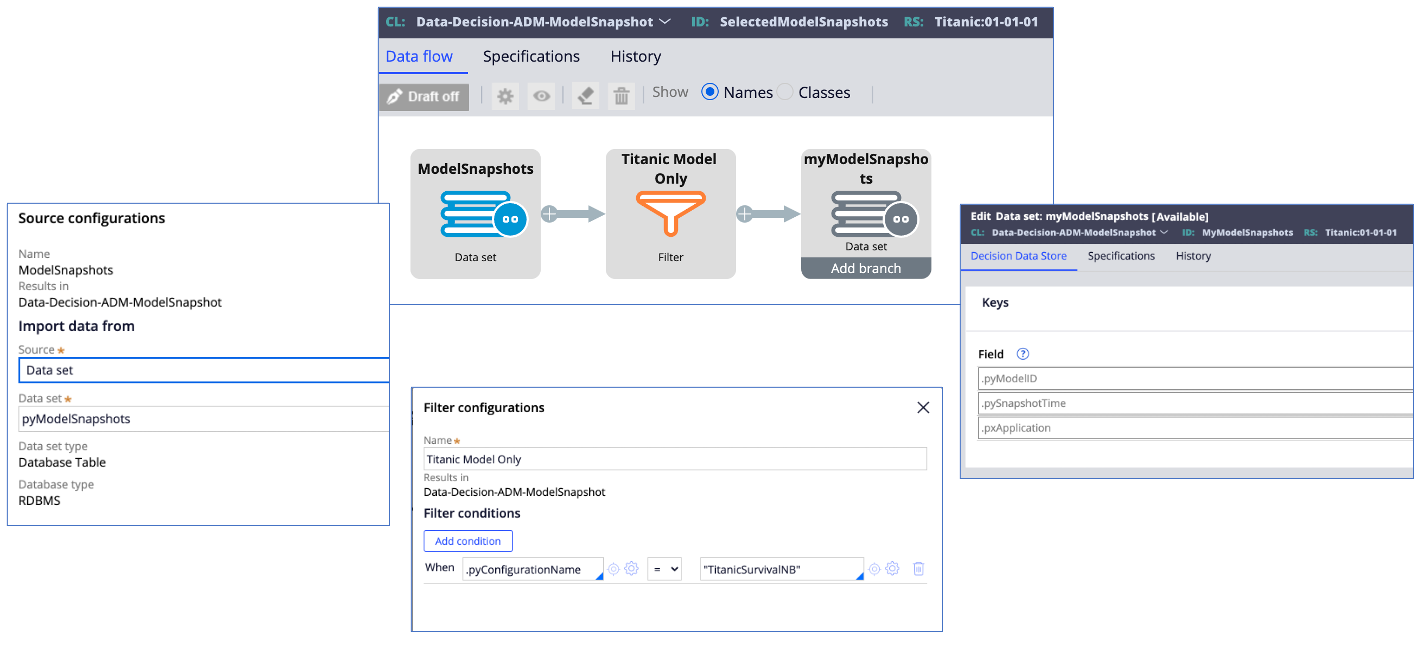 CL: Data-Decision-ADM-ModelSnapshot ID: SelectedModelSnapshots RS: Titanic:01-01-01
Data flow Specifications History
Draft off Show Names Classes
ModelSnapshots
Data set
Titanic Model
Only
Filter
myModelSnapsho
ts
Data set
Add branch
Source configurations
Name
ModelSnapshots
Results in
Data-Decision-ADM-ModelSnapshot
Import data from
Source★
Data set
Data set★
pyModelSnapshots
Data set type
Database Table
Database type
RDBMS
Filter configurations
Name★
Titanic Model Only
Results in
Data-Decision-ADM-ModelSnapshot
Filter conditions
Add condition
When .pyConfigurationName = "TitanicSurvivalNB"
Edit Data set: myModelSnapshots [Available]
CL: Data-Decision-ADM-ModelSnapshot ID: MyModelSnapshots RS: Titanic:01-01-01
Decision Data Store Specifications History
Keys
Field ?
.pyModelID
.pySnapshotTime
.pxApplication